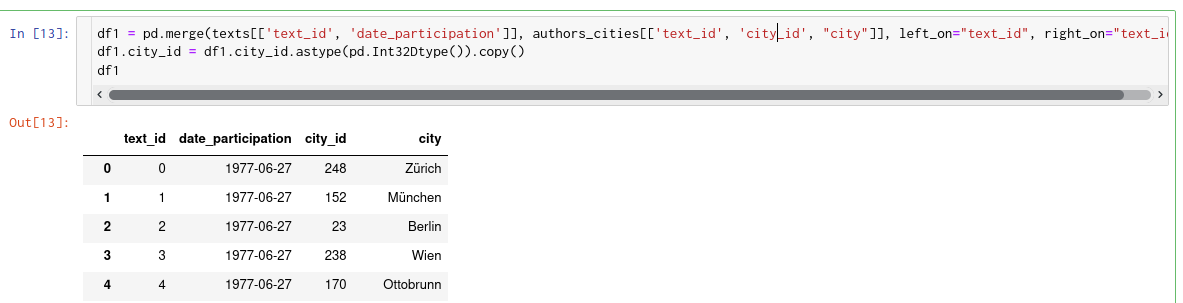 In [13]: df1 = pd.merge(texts[['text_id', 'date_participation']], authors_cities[['text_id', 'city_id', "city"]], left_on="text_id", right_on="text_i
df1.city_id = df1.city_id.astype(pd.Int32Dtype()).copy()
df1
Out[13]:
text_id date_participation city_id city
0 0 1977-06-27 248 Zürich
1 1 1977-06-27 152 München
2 2 1977-06-27 23 Berlin
3 3 1977-06-27 238 Wien
4 4 1977-06-27 170 Ottobrunn